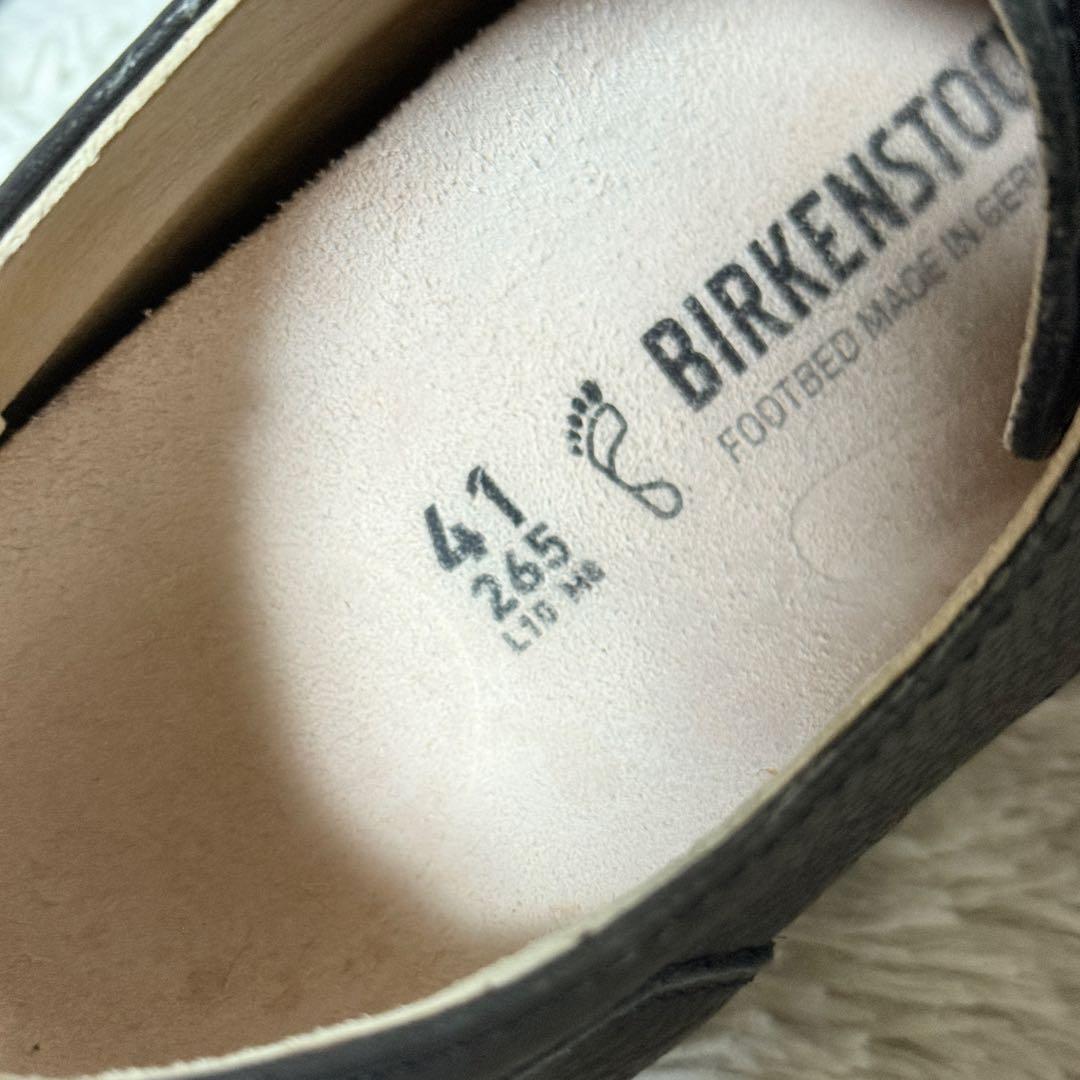 BIRKENSTOC
FOOTBED MADE IN GER
41
265
L10 M8